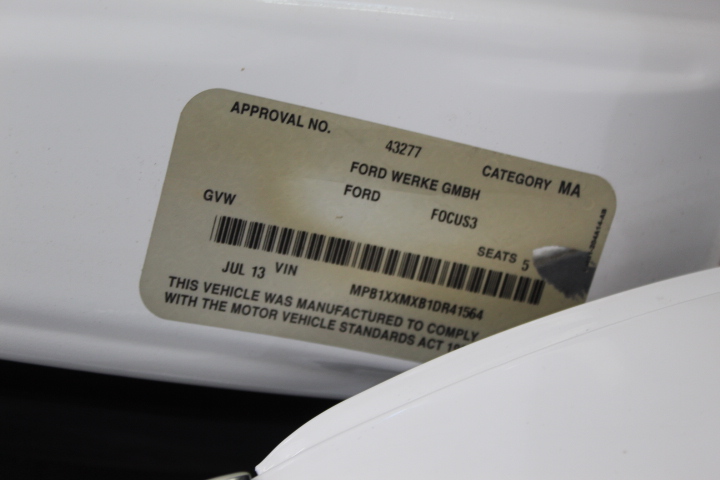 APPROVAL NO. 43277 CATEGORY MA
FORD WERKE GMBH
GVW FORD FOCUS3
SEATS 5
JUL 13 VIN MPB1XXMXB1DR41564
THIS VEHICLE WAS MANUFACTURED TO COMPLY
WITH THE MOTOR VEHICLE STANDARDS ACT